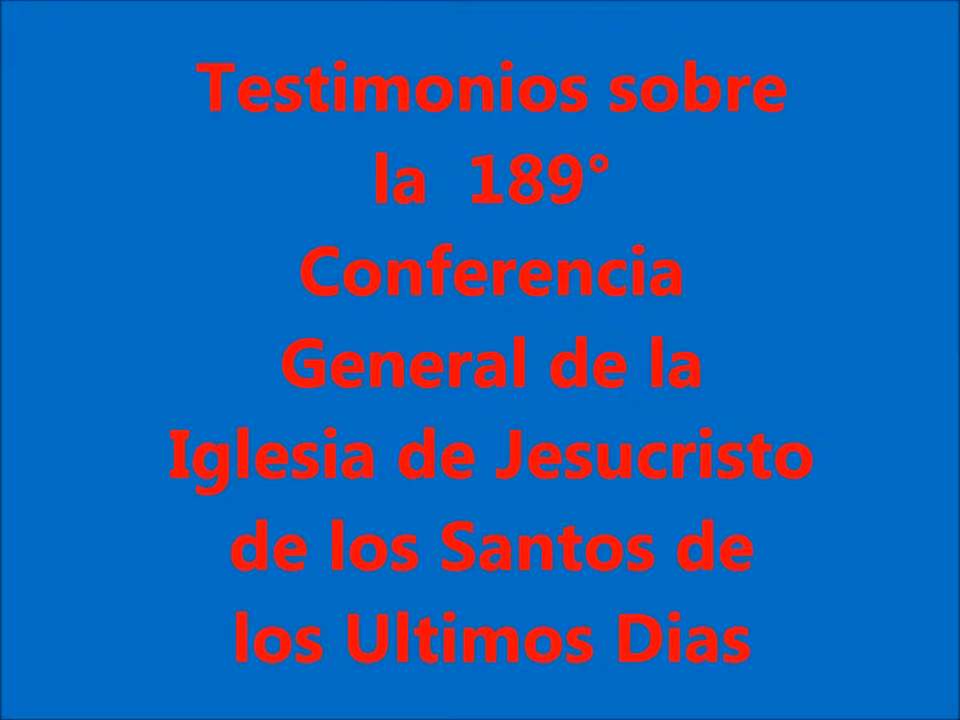 Testimonios sobre
la  189°
Conferencia
General de la
Iglesia de Jesucristo
de los Santos de
los Ultimos Dias